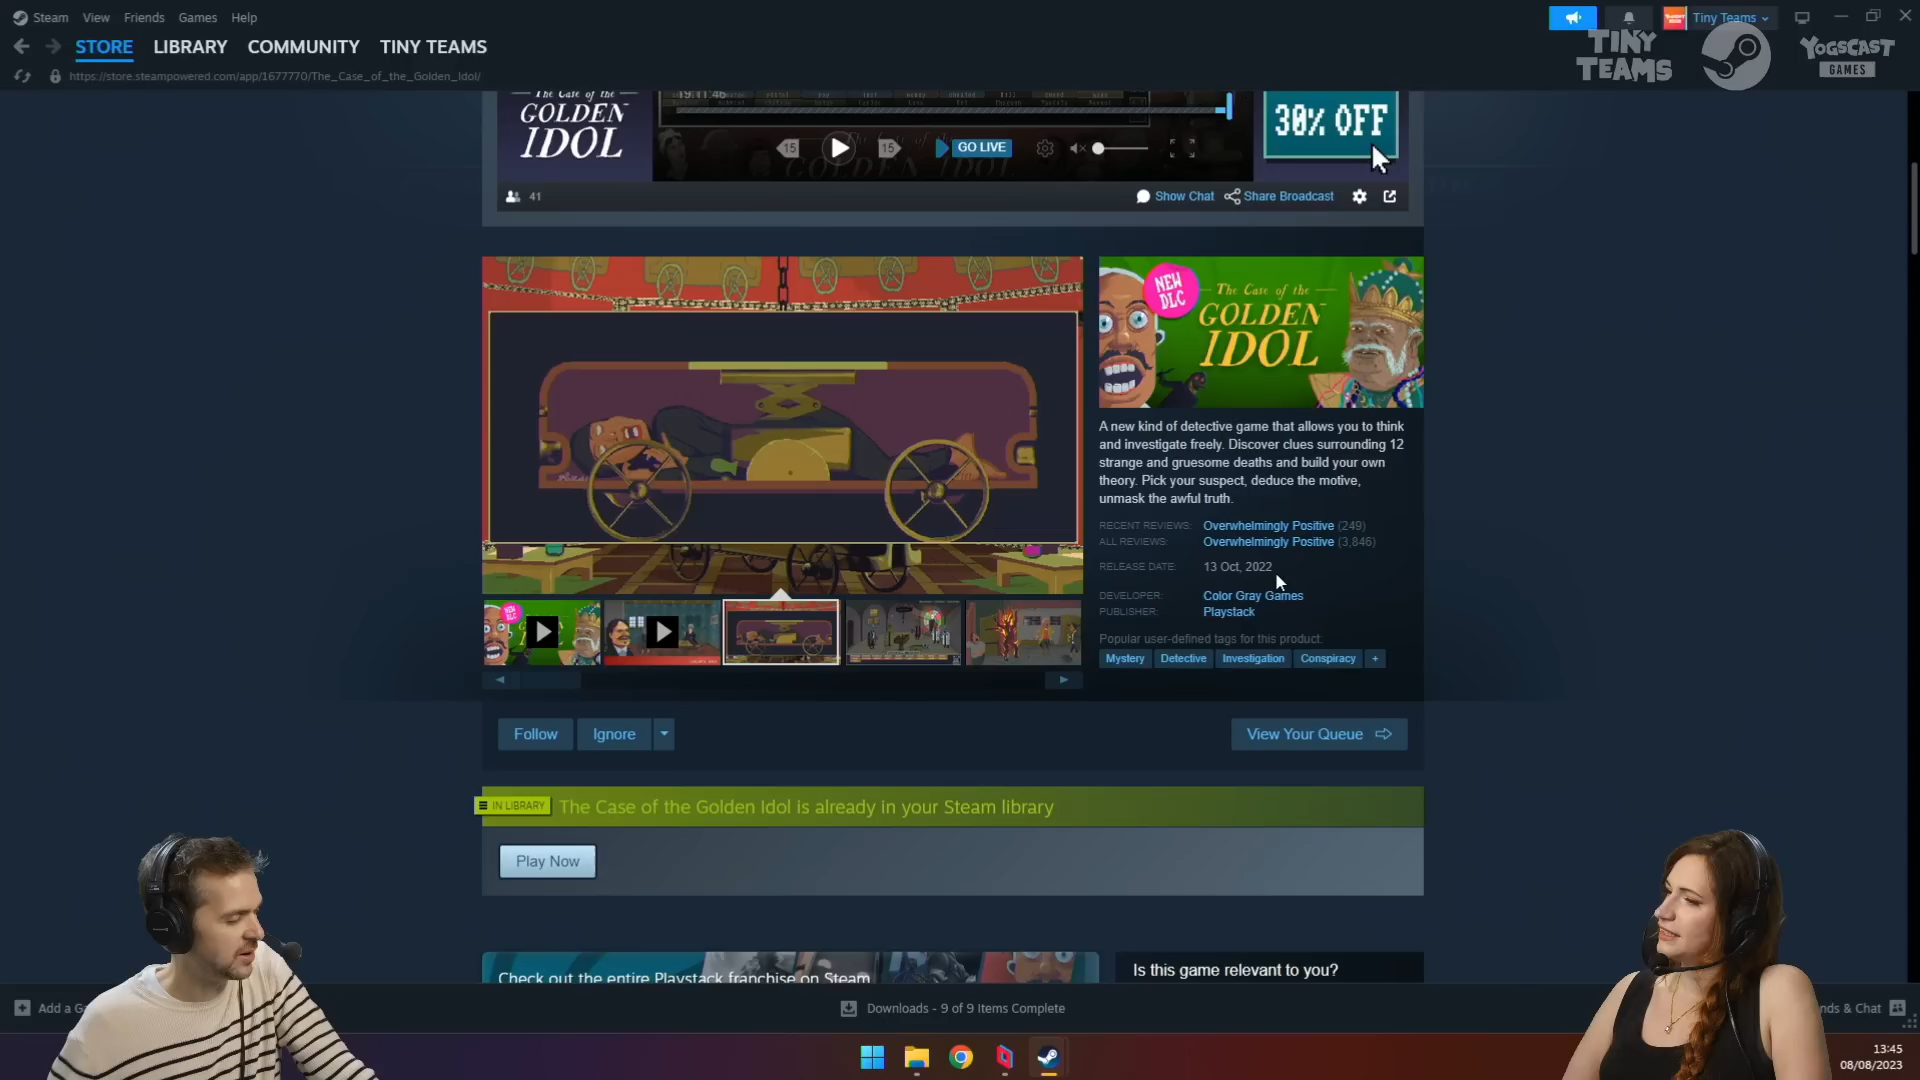 Steam View Friends Games Help
Tiny Teams
STORE LIBRARY COMMUNITY TINY TEAMS
TINY TEAMS
YOGSCAST GAMES
https://store.steampowered.com/app/1677770/The_Case_of_the_Golden_Idol/
The Case of the
GOLDEN
IDOL
19:11:46
15 15 GO LIVE
30% OFF
41
Show Chat Share Broadcast
NEW DLC
The Case of the
GOLDEN
IDOL
A new kind of detective game that allows you to think
and investigate freely. Discover clues surrounding 12
strange and gruesome deaths and build your own
theory. Pick your suspect, deduce the motive,
unmask the awful truth.
RECENT REVIEWS: Overwhelmingly Positive (249)
ALL REVIEWS: Overwhelmingly Positive (3,846)
RELEASE DATE: 13 Oct, 2022
DEVELOPER: Color Gray Games
PUBLISHER: Playstack
Popular user-defined tags for this product:
Mystery Detective Investigation Conspiracy +
Follow Ignore
View Your Queue
IN LIBRARY The Case of the Golden Idol is already in your Steam library
Play Now
Check out the entire Playstack franchise on Steam
Is this game relevant to you?
Add a G
Downloads - 9 of 9 Items Complete
nds & Chat
13:45
08/08/2023